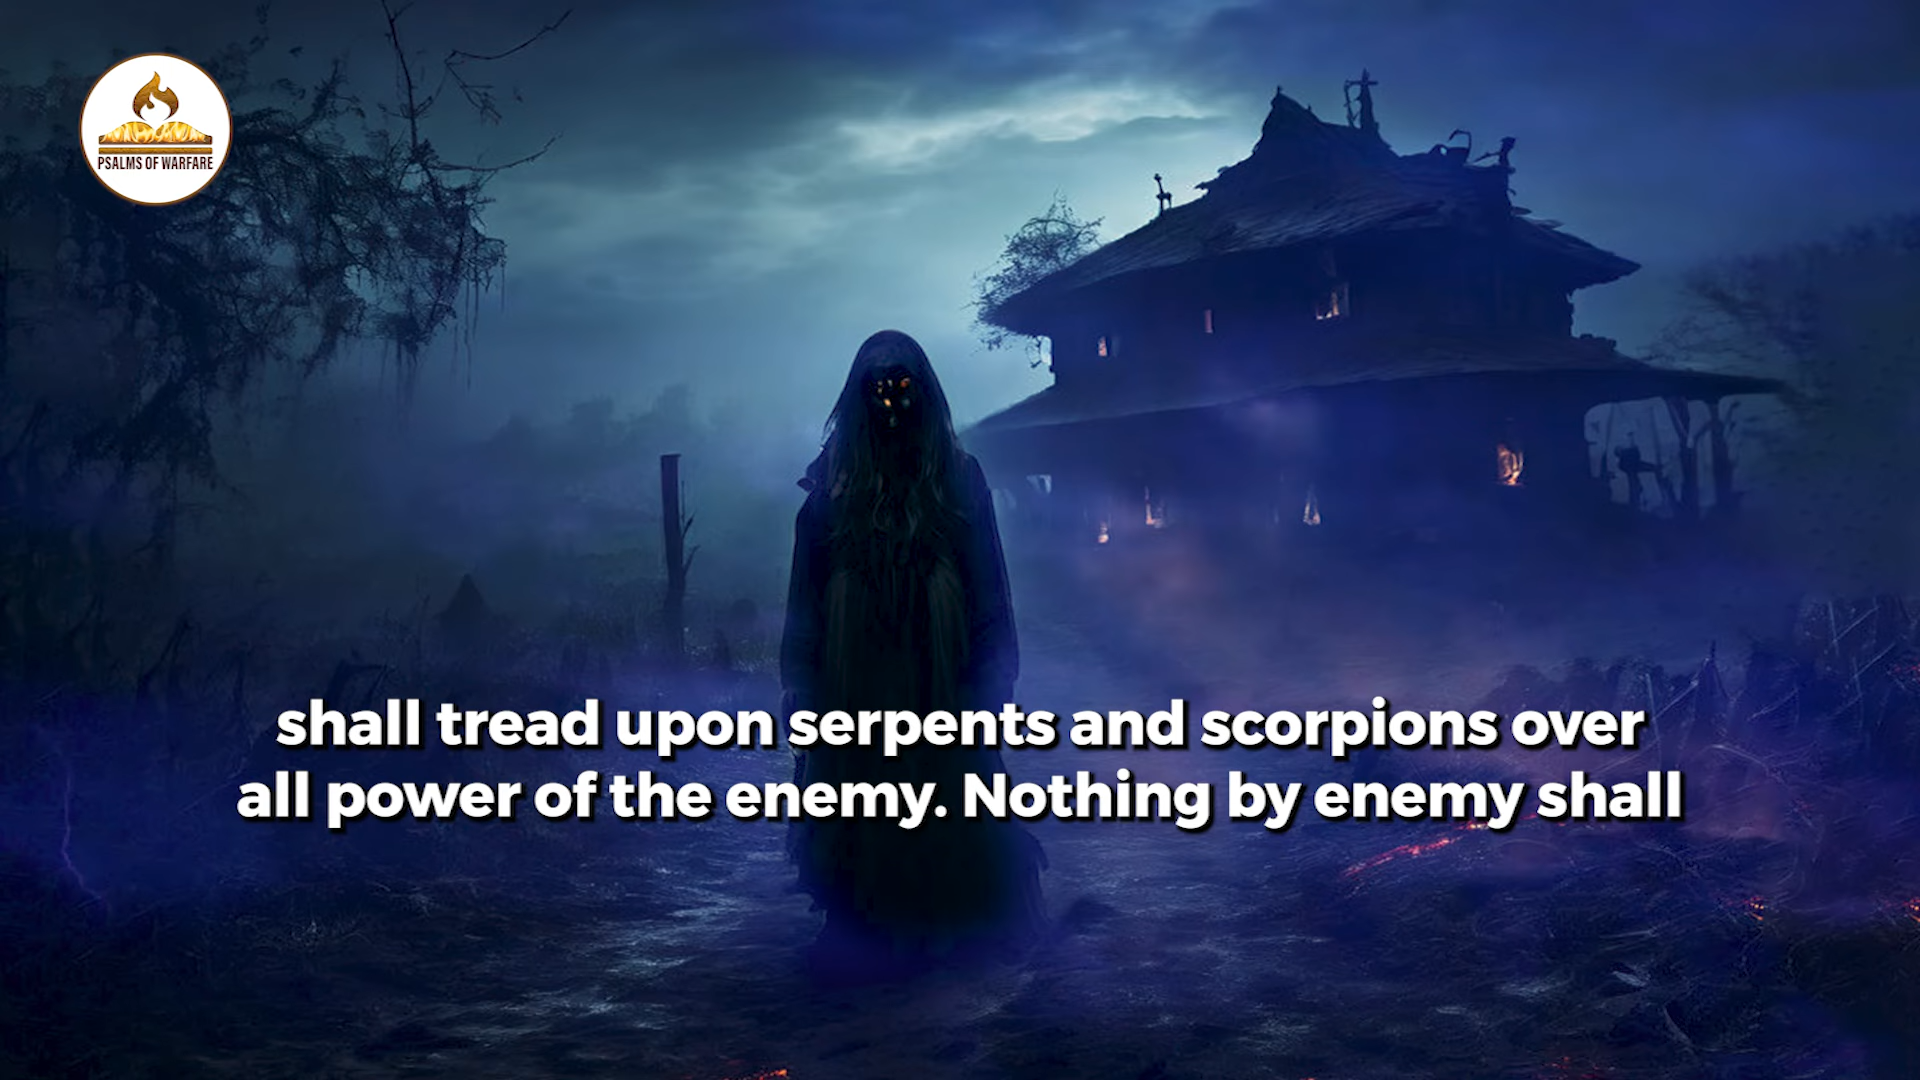 PSALMS OF WARFARE
shall tread upon serpents and scorpions over
all power of the enemy. Nothing by enemy shall